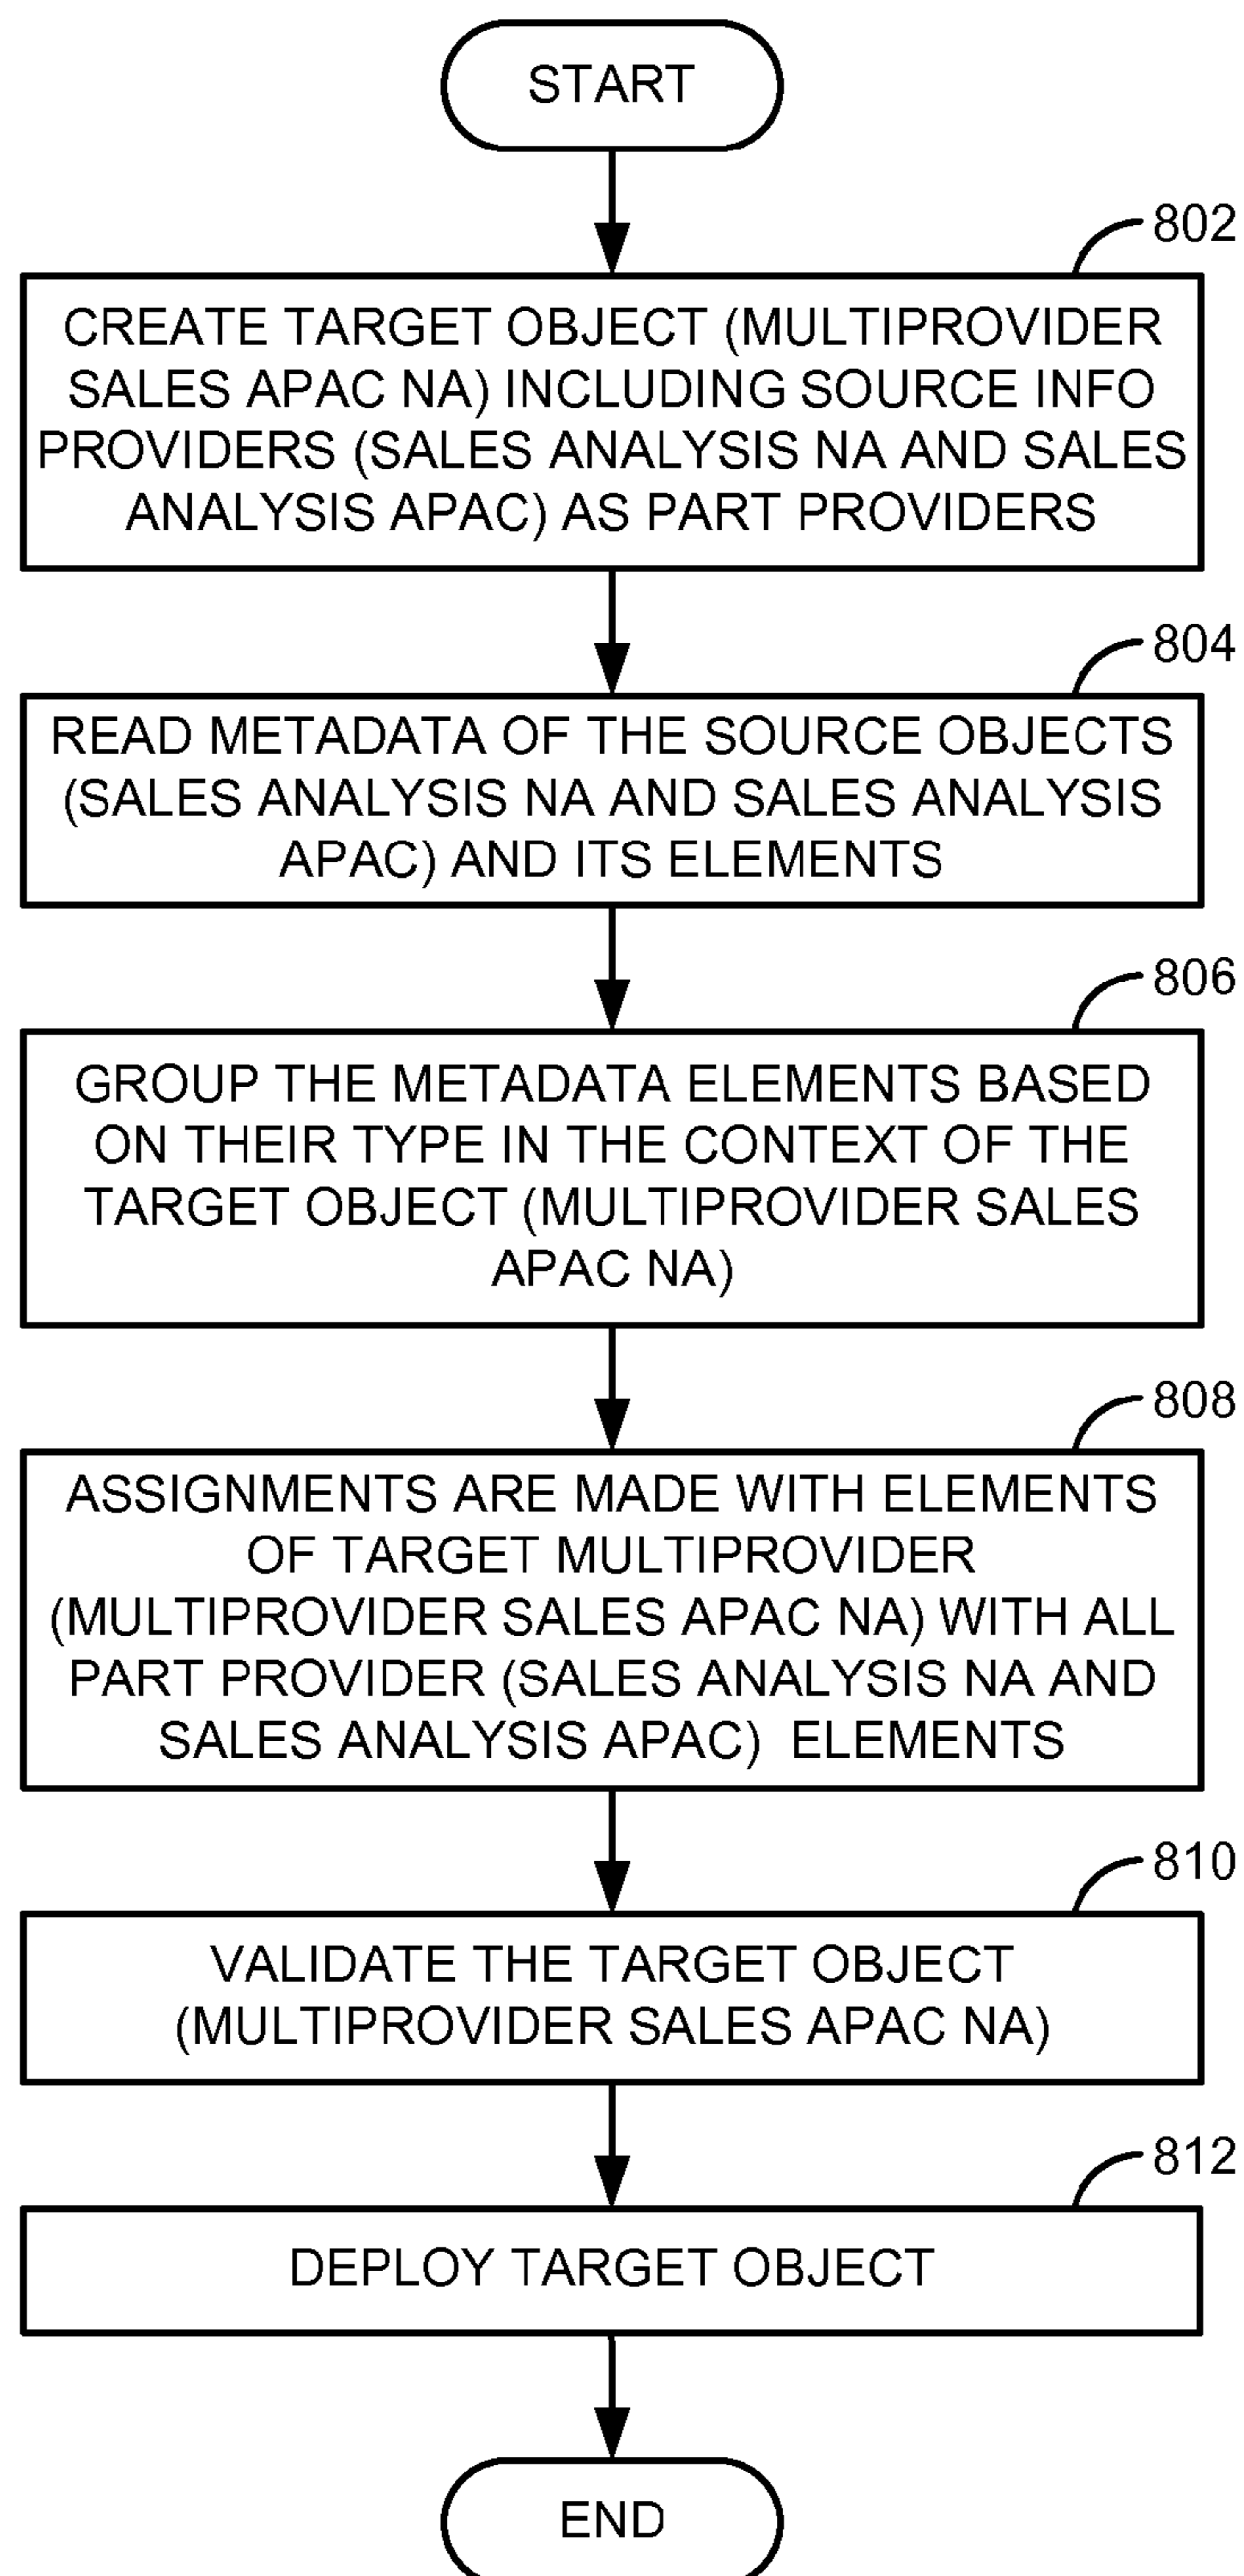 START
802
CREATE TARGET OBJECT (MULTIPROVIDER
SALES APAC NA) INCLUDING SOURCE INFO
PROVIDERS (SALES ANALYSIS NA AND SALES
ANALYSIS APAC) AS PART PROVIDERS
804
READ METADATA OF THE SOURCE OBJECTS
(SALES ANALYSIS NA AND SALES ANALYSIS
APAC) AND ITS ELEMENTS
806
GROUP THE METADATA ELEMENTS BASED
ON THEIR TYPE IN THE CONTEXT OF THE
TARGET OBJECT (MULTIPROVIDER SALES
APAC NA)
808
ASSIGNMENTS ARE MADE WITH ELEMENTS
OF TARGET MULTIPROVIDER
(MULTIPROVIDER SALES APAC NA) WITH ALL
PART PROVIDER (SALES ANALYSIS NA AND
SALES ANALYSIS APAC) ELEMENTS
810
VALIDATE THE TARGET OBJECT
(MULTIPROVIDER SALES APAC NA)
812
DEPLOY TARGET OBJECT
END